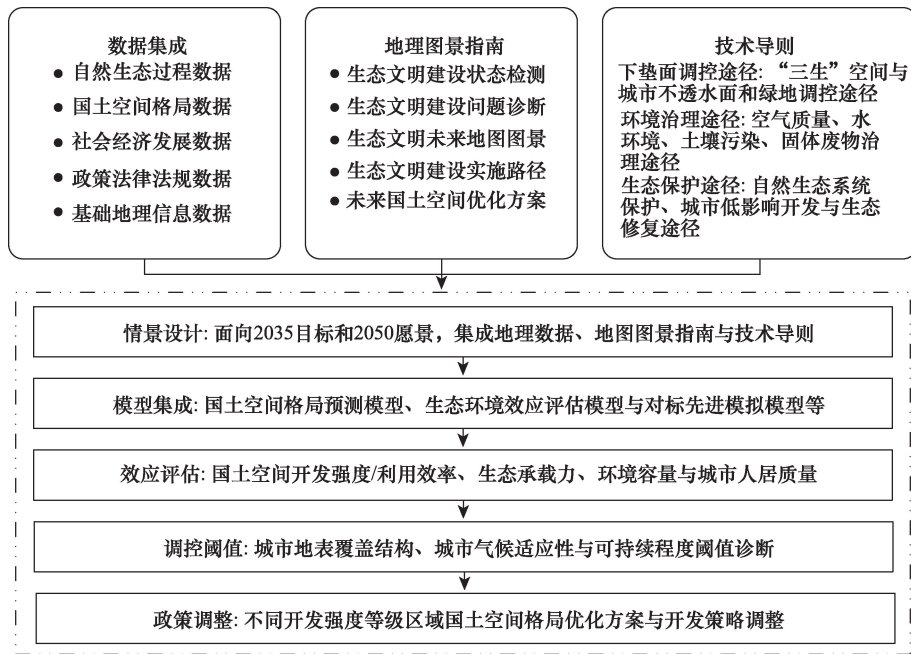 数据集成
● 自然生态过程数据
● 国土空间格局数据
● 社会经济发展数据
● 政策法律法规数据
● 基础地理信息数据
地理图景指南
● 生态文明建设状态检测
● 生态文明建设问题诊断
● 生态文明未来地图图景
● 生态文明建设实施路径
● 未来国土空间优化方案
技术导则
下垫面调控途径: “三生”空间与
城市不透水面和绿地调控途径
环境治理途径: 空气质量、水
环境、土壤污染、固体废物治
理途径
生态保护途径: 自然生态系统
保护、城市低影响开发与生态
修复途径
情景设计: 面向2035目标和2050愿景，集成地理数据、地图图景指南与技术导则
模型集成: 国土空间格局预测模型、生态环境效应评估模型与对标先进模拟模型等
效应评估: 国土空间开发强度/利用效率、生态承载力、环境容量与城市人居质量
调控阈值: 城市地表覆盖结构、城市气候适应性与可持续程度阈值诊断
政策调整: 不同开发强度等级区域国土空间格局优化方案与开发策略调整